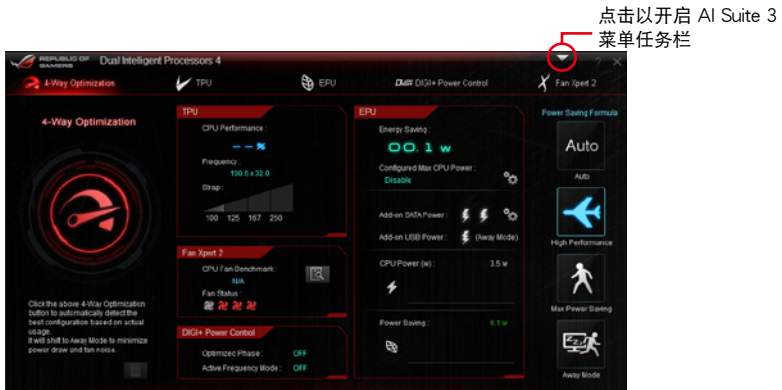 点击以开启 AI Suite 3
菜单任务栏
REPUBLIC OF
GAMERS
Dual Intelligent Processors 4
?
4-Way Optimization
TPU
EPU
DIGI+ Power Control
Fan Xpert 2
4-Way Optimization
Click the above 4-Way Optimization
button to automatically detect the
best configuration based on actual
usage.
It will shift to Away Mode to minimize
power draw and fan noise.
TPU
CPU Performance :
%
Frequency :
100.5 x 32.0
Strap :
100 125 167 250
Fan Xpert 2
CPU Fan Benchmark :
N/A
Fan Status :
DIGI+ Power Control
Optimized Phase : OFF
Active Frequency Mode : OFF
EPU
Energy Saving :
00.1 w
Configured Max CPU Power :
Disable
Add-on SATA Power :
Add-on USB Power : (Away Mode)
CPU Power (w) : 3.5 w
Power Saving : 0.1 w
Power Saving Formula
Auto
Auto
High Performance
Max Power Saving
Away Mode